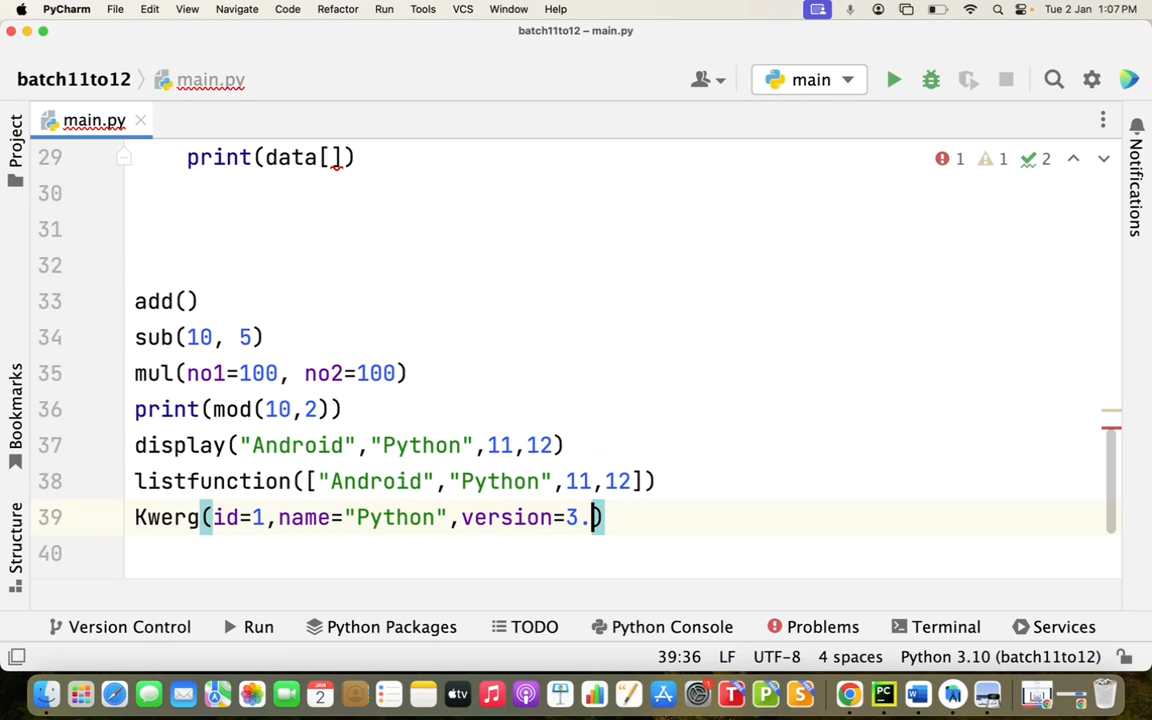 PyCharm File Edit View Navigate Code Refactor Run Tools VCS Window Help Tue 2 Jan 1:07 PM
batch11to12 – main.py
batch11to12 main.py main
main.py
1 1 2
29 print(data[])
30
31
32
33 add()
34 sub(10, 5)
35 mul(no1=100, no2=100)
36 print(mod(10,2))
37 display("Android","Python",11,12)
38 listfunction(["Android","Python",11,12])
39 Kwerg(id=1,name="Python",version=3.)
40
Project
Bookmarks
Structure
Notifications
Version Control Run Python Packages TODO Python Console Problems Terminal Services
39:36 LF UTF-8 4 spaces Python 3.10 (batch11to12)